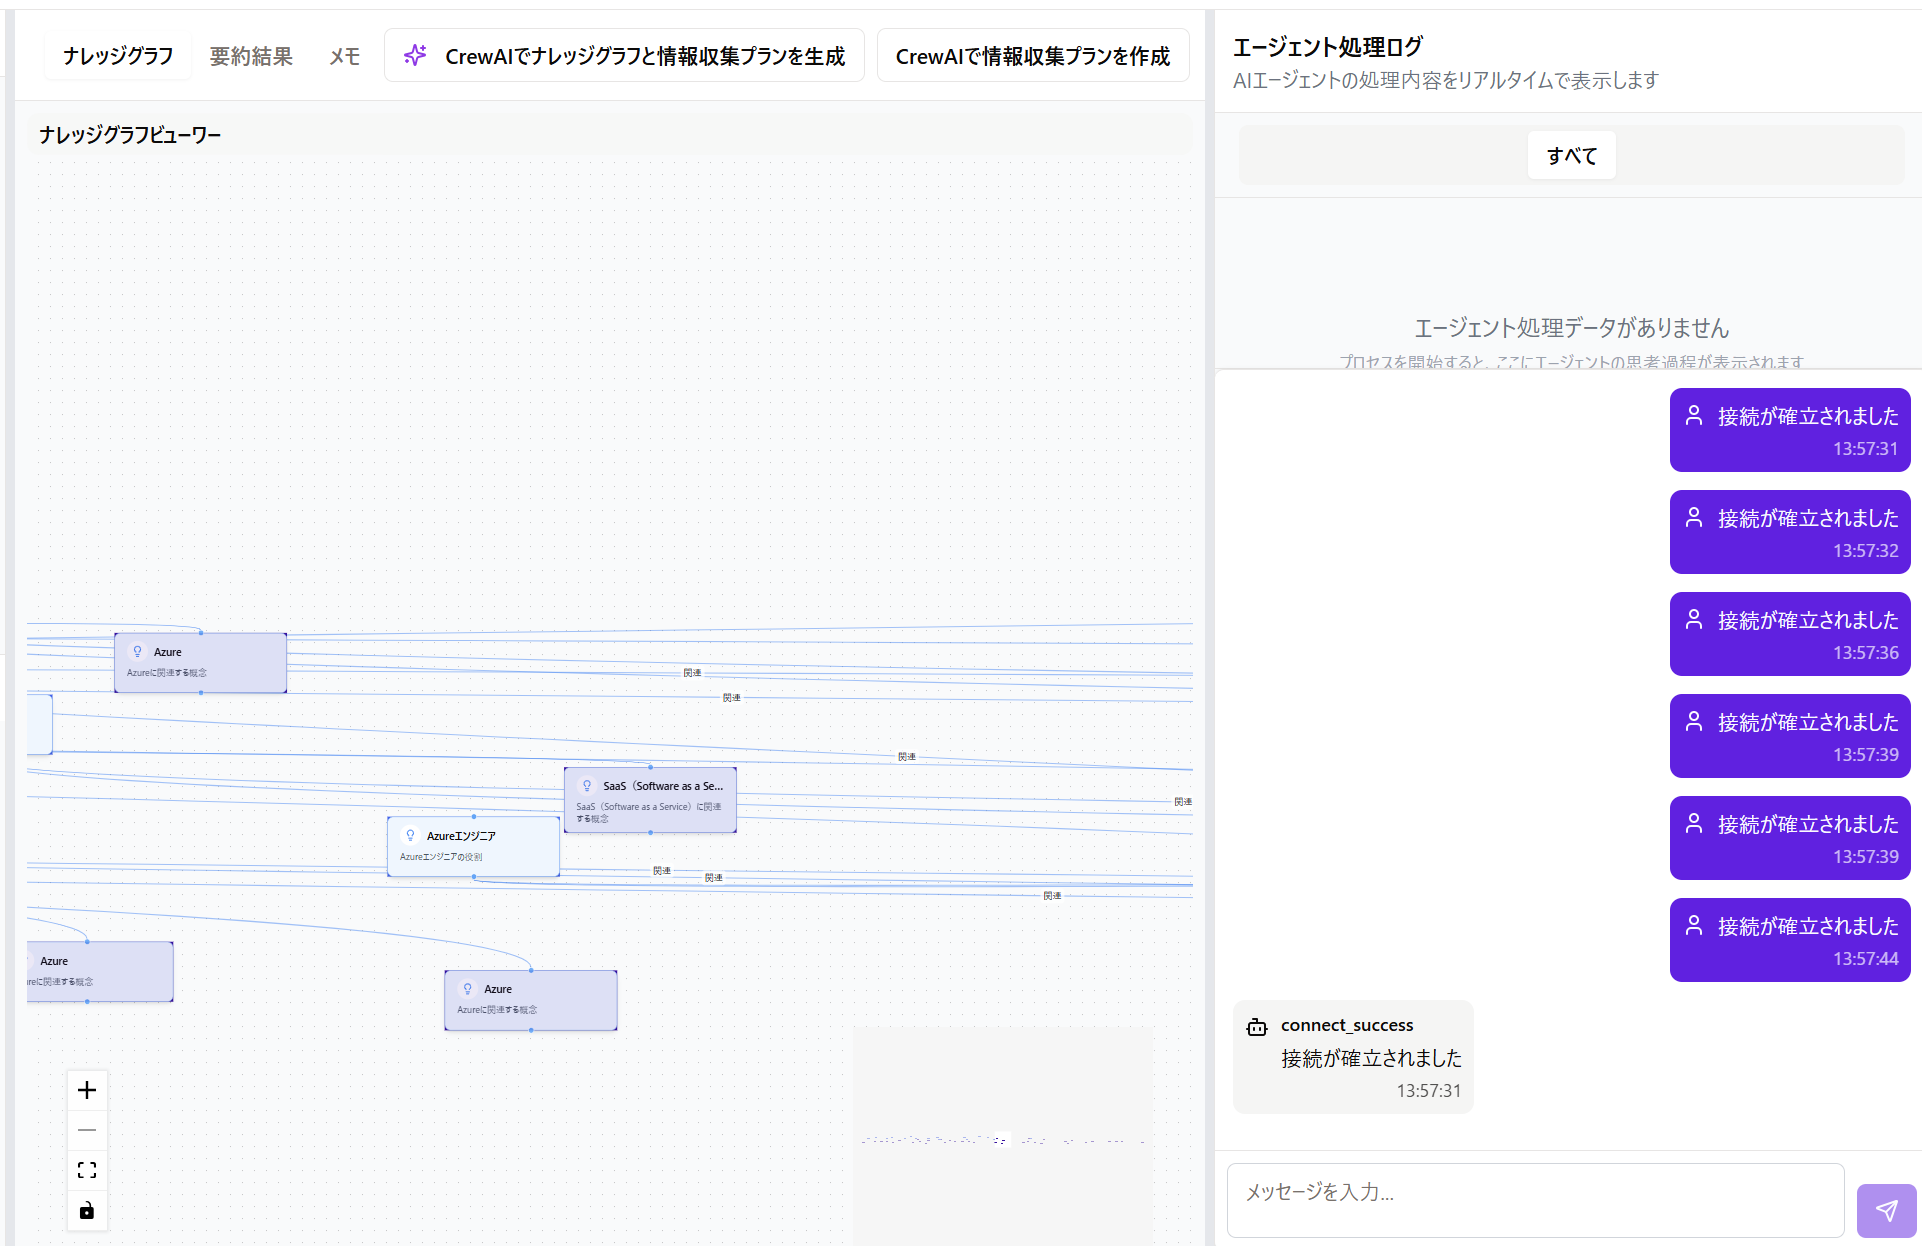 ナレッジグラフ
要約結果
メモ
CrewAIでナレッジグラフと情報収集プランを生成
CrewAIで情報収集プランを作成
ナレッジグラフビューワー
Azure
Azureに関連する概念
関連
関連
関連
SaaS（Software as a Se...
SaaS（Software as a Service）に関連
する概念
関連
Azureエンジニア
Azureエンジニアの役割
関連
関連
関連
Azure
reに関連する概念
Azure
Azureに関連する概念
エージェント処理ログ
AIエージェントの処理内容をリアルタイムで表示します
すべて
エージェント処理データがありません
プロセスを開始すると、ここにエージェントの思考過程が表示されます
接続が確立されました
13:57:31
接続が確立されました
13:57:32
接続が確立されました
13:57:36
接続が確立されました
13:57:39
接続が確立されました
13:57:39
接続が確立されました
13:57:44
connect_success
接続が確立されました
13:57:31
メッセージを入力...